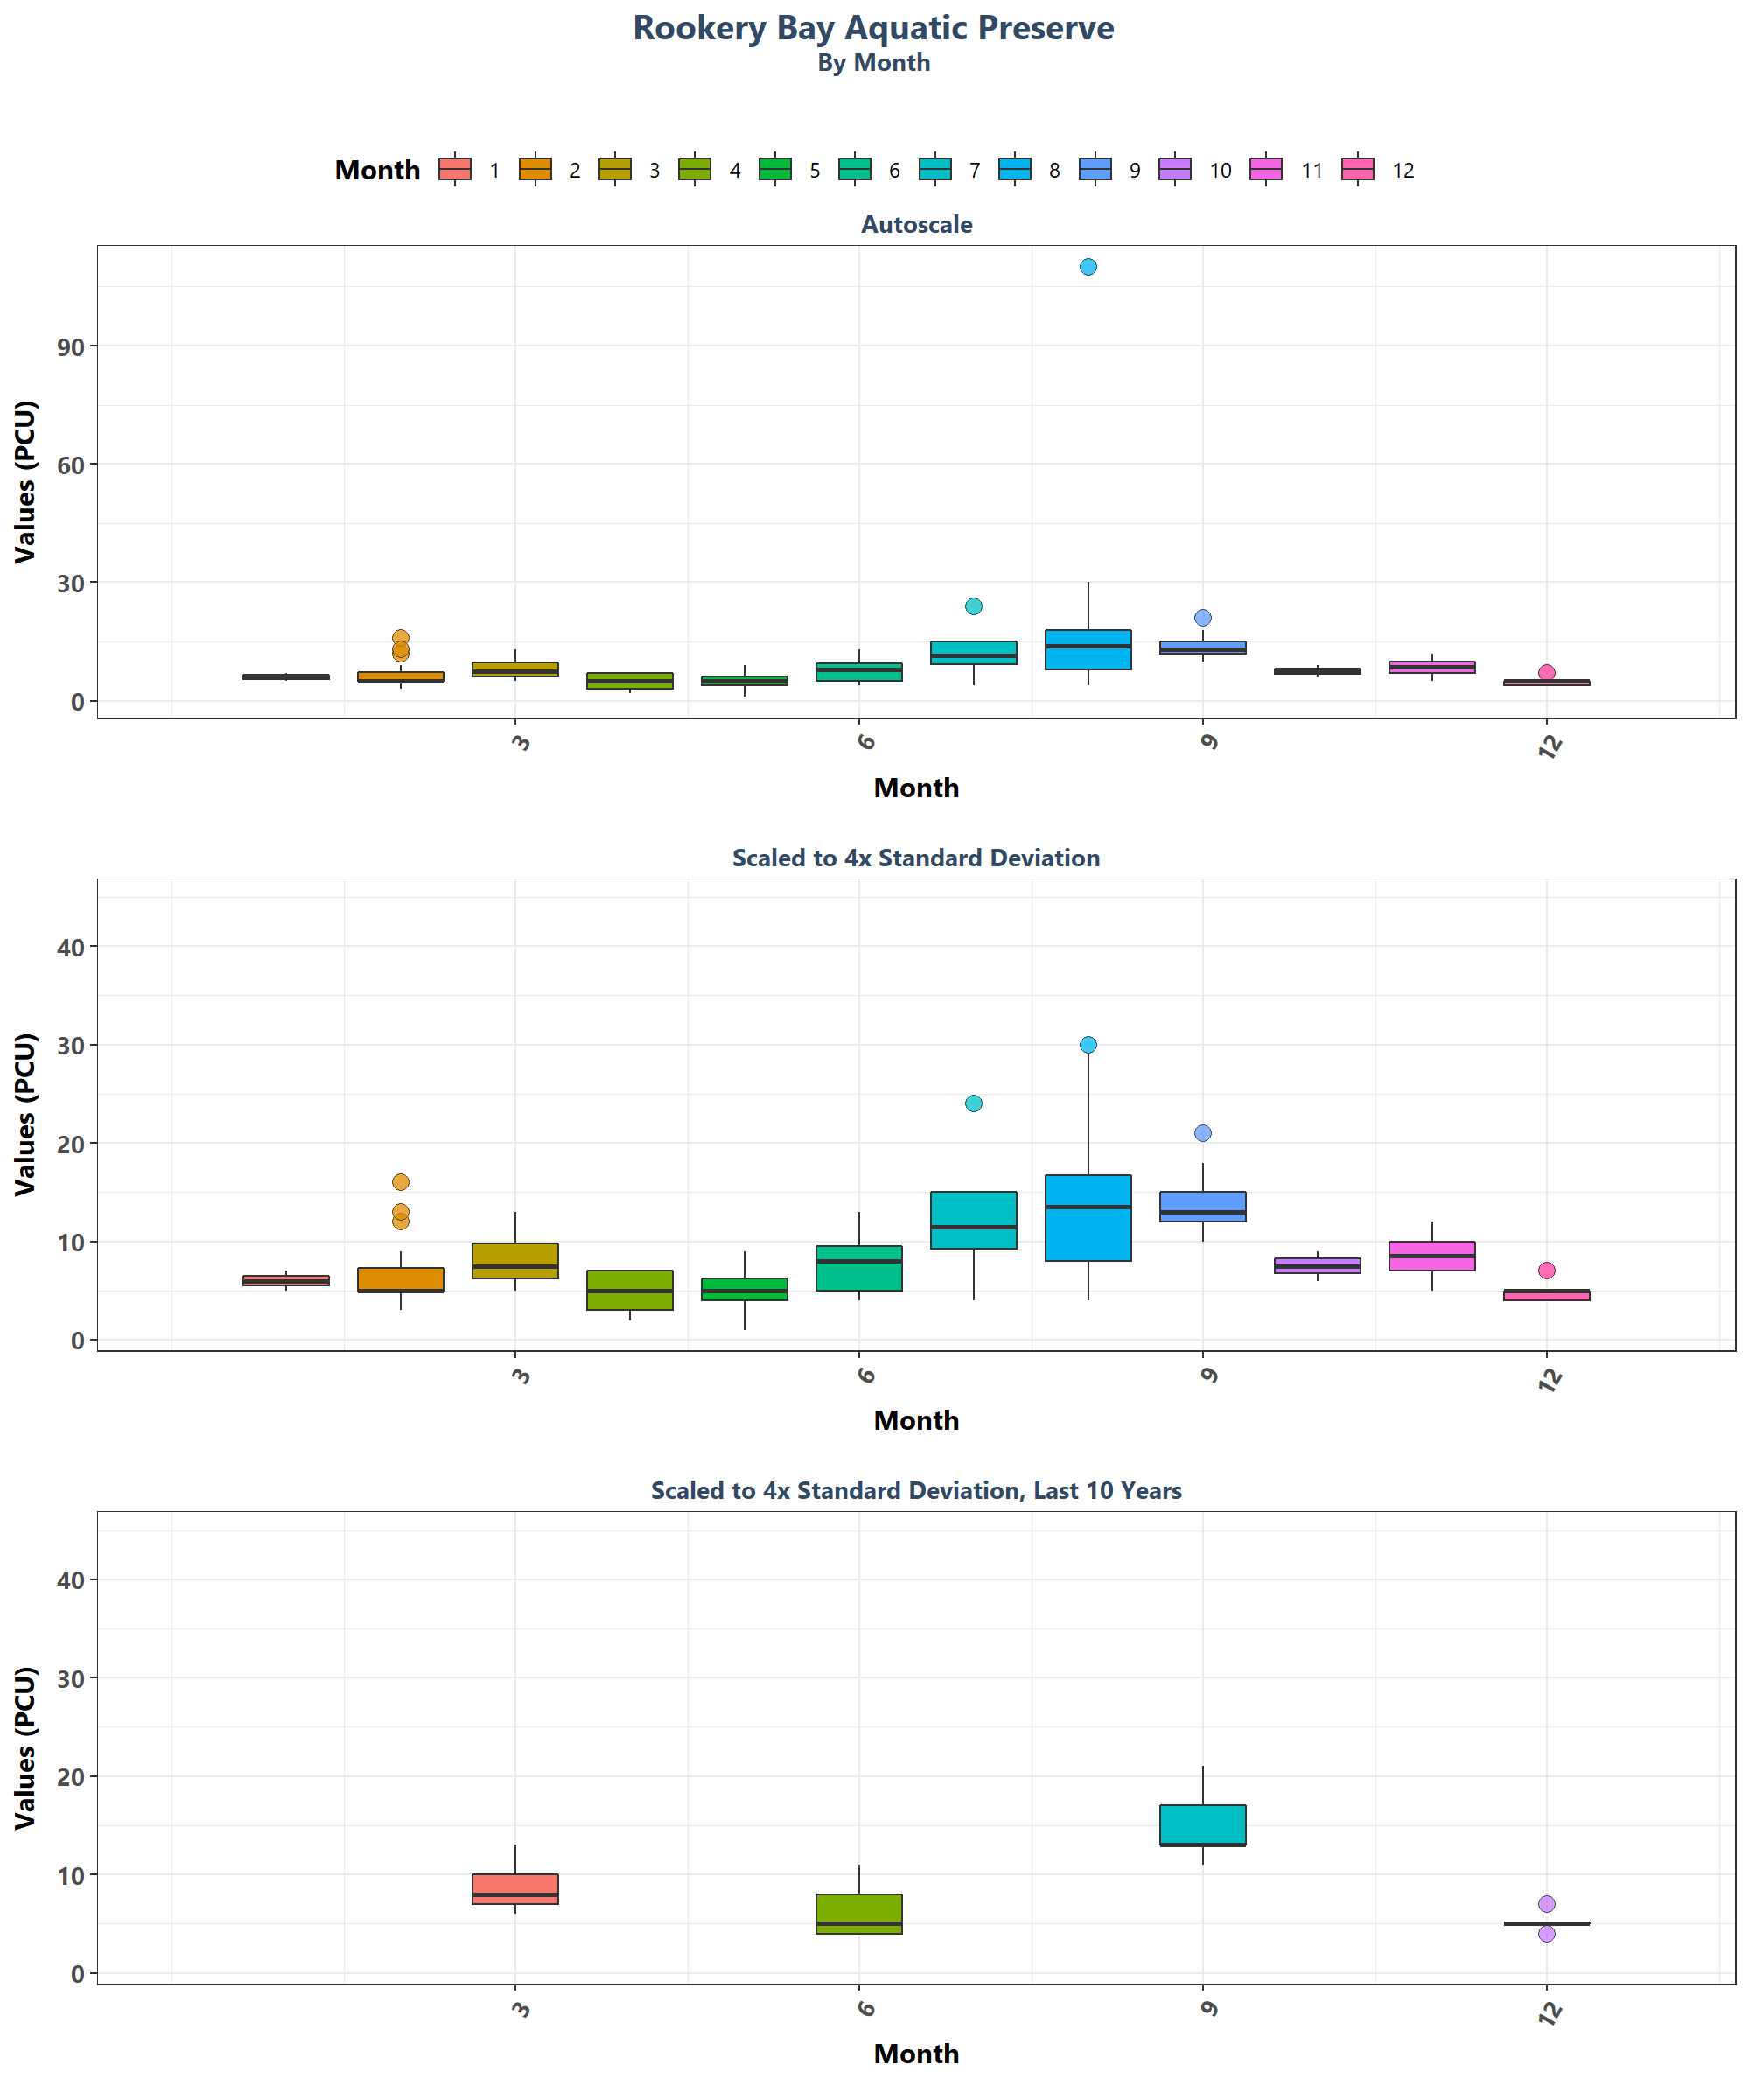 Rookery Bay Aquatic Preserve
By Month
Month 1 2 3 4 5 6 7 8 9 10 11 12
Autoscale
Values (PCU)
90
60
30
0
3 6 9 12
Month
Scaled to 4x Standard Deviation
Values (PCU)
40
30
20
10
0
3 6 9 12
Month
Scaled to 4x Standard Deviation, Last 10 Years
Values (PCU)
40
30
20
10
0
3 6 9 12
Month